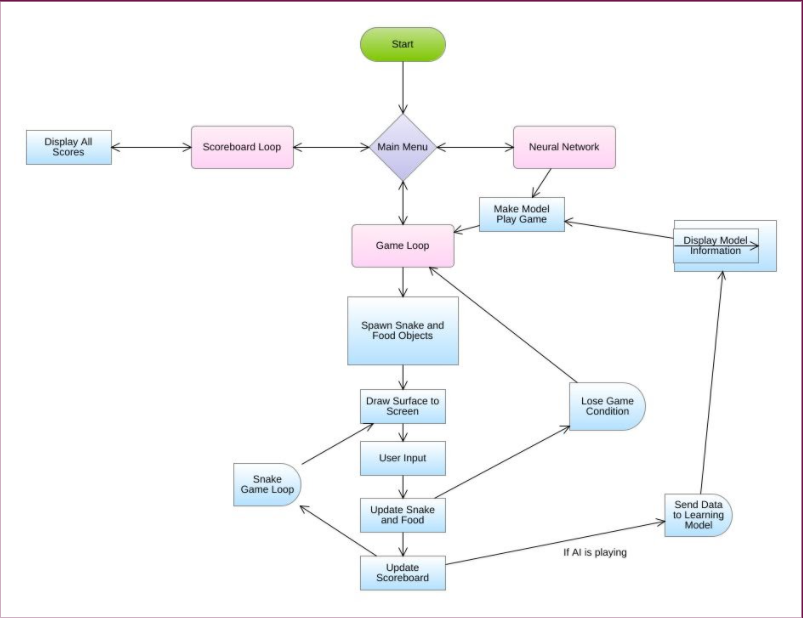 Start
Display All
Scores
Scoreboard Loop
Main Menu
Neural Network
Make Model
Play Game
Game Loop
Display Model
Information
Spawn Snake and
Food Objects
Draw Surface to
Screen
Lose Game
Condition
User Input
Snake
Game Loop
Update Snake
and Food
Send Data
to Learning
Model
If AI is playing
Update
Scoreboard